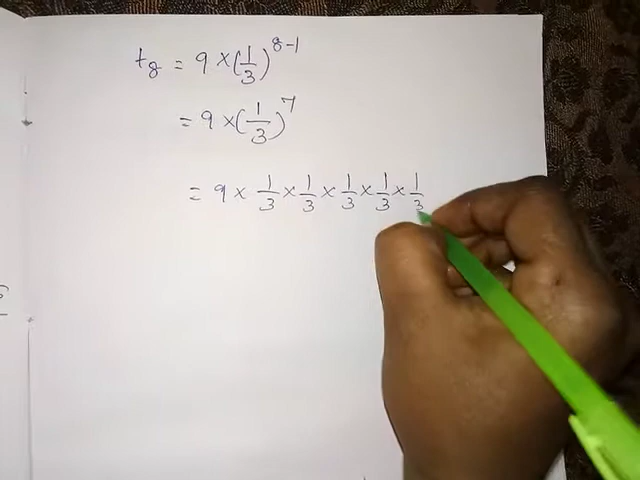 t₈ = 9 × (1/3)⁸⁻¹
= 9 × (1/3)⁷
= 9 × 1/3 × 1/3 × 1/3 × 1/3 × 1/3